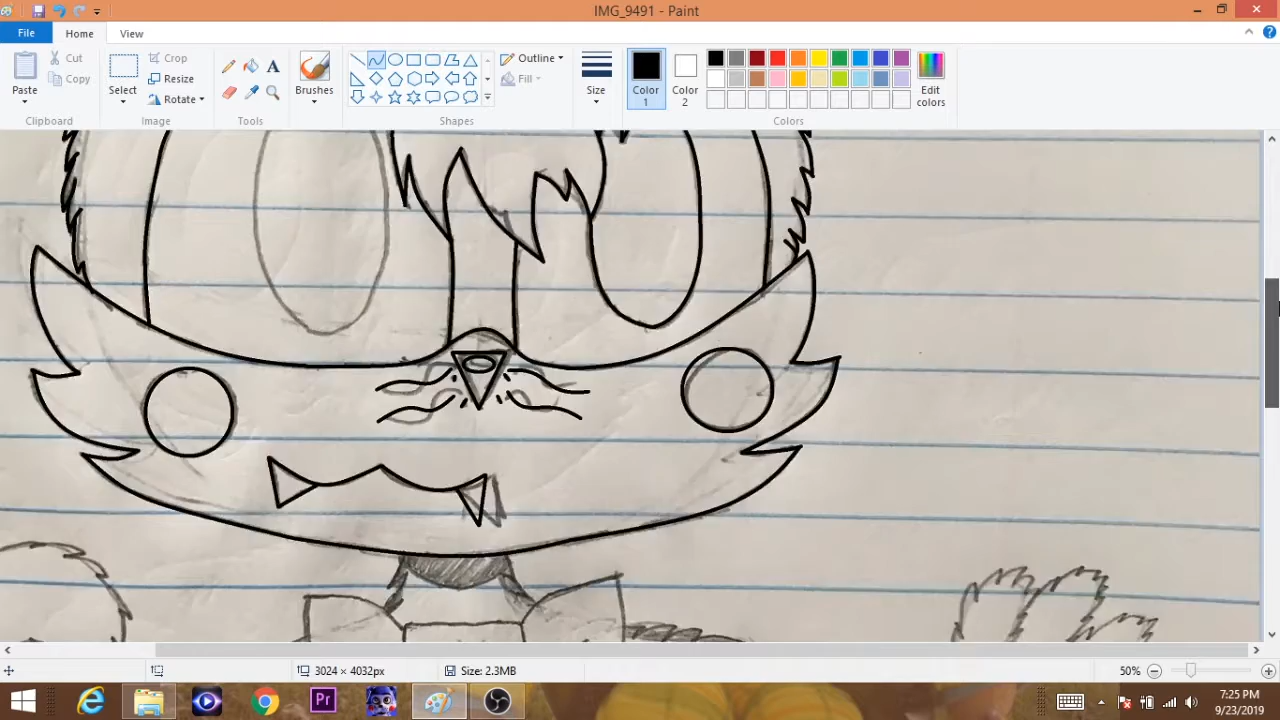 IMG_9491 - Paint
File
Home
View
Paste
Cut
Copy
Clipboard
Select
Crop
Resize
Rotate
Image
A
Tools
Brushes
Outline
Fill
Shapes
Size
Color
1
Color
2
Edit
colors
Colors
3024 × 4032px
Size: 2.3MB
50%
Pr
7:25 PM
9/23/2019